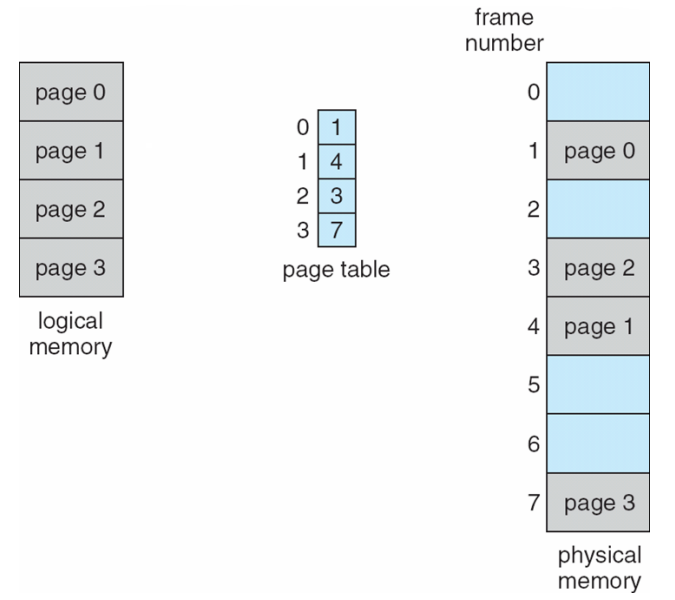 frame
number
page 0
page 1
page 2
page 3
logical
memory
0 1
1 4
2 3
3 7
page table
0
1 page 0
2
3 page 2
4 page 1
5
6
7 page 3
physical
memory